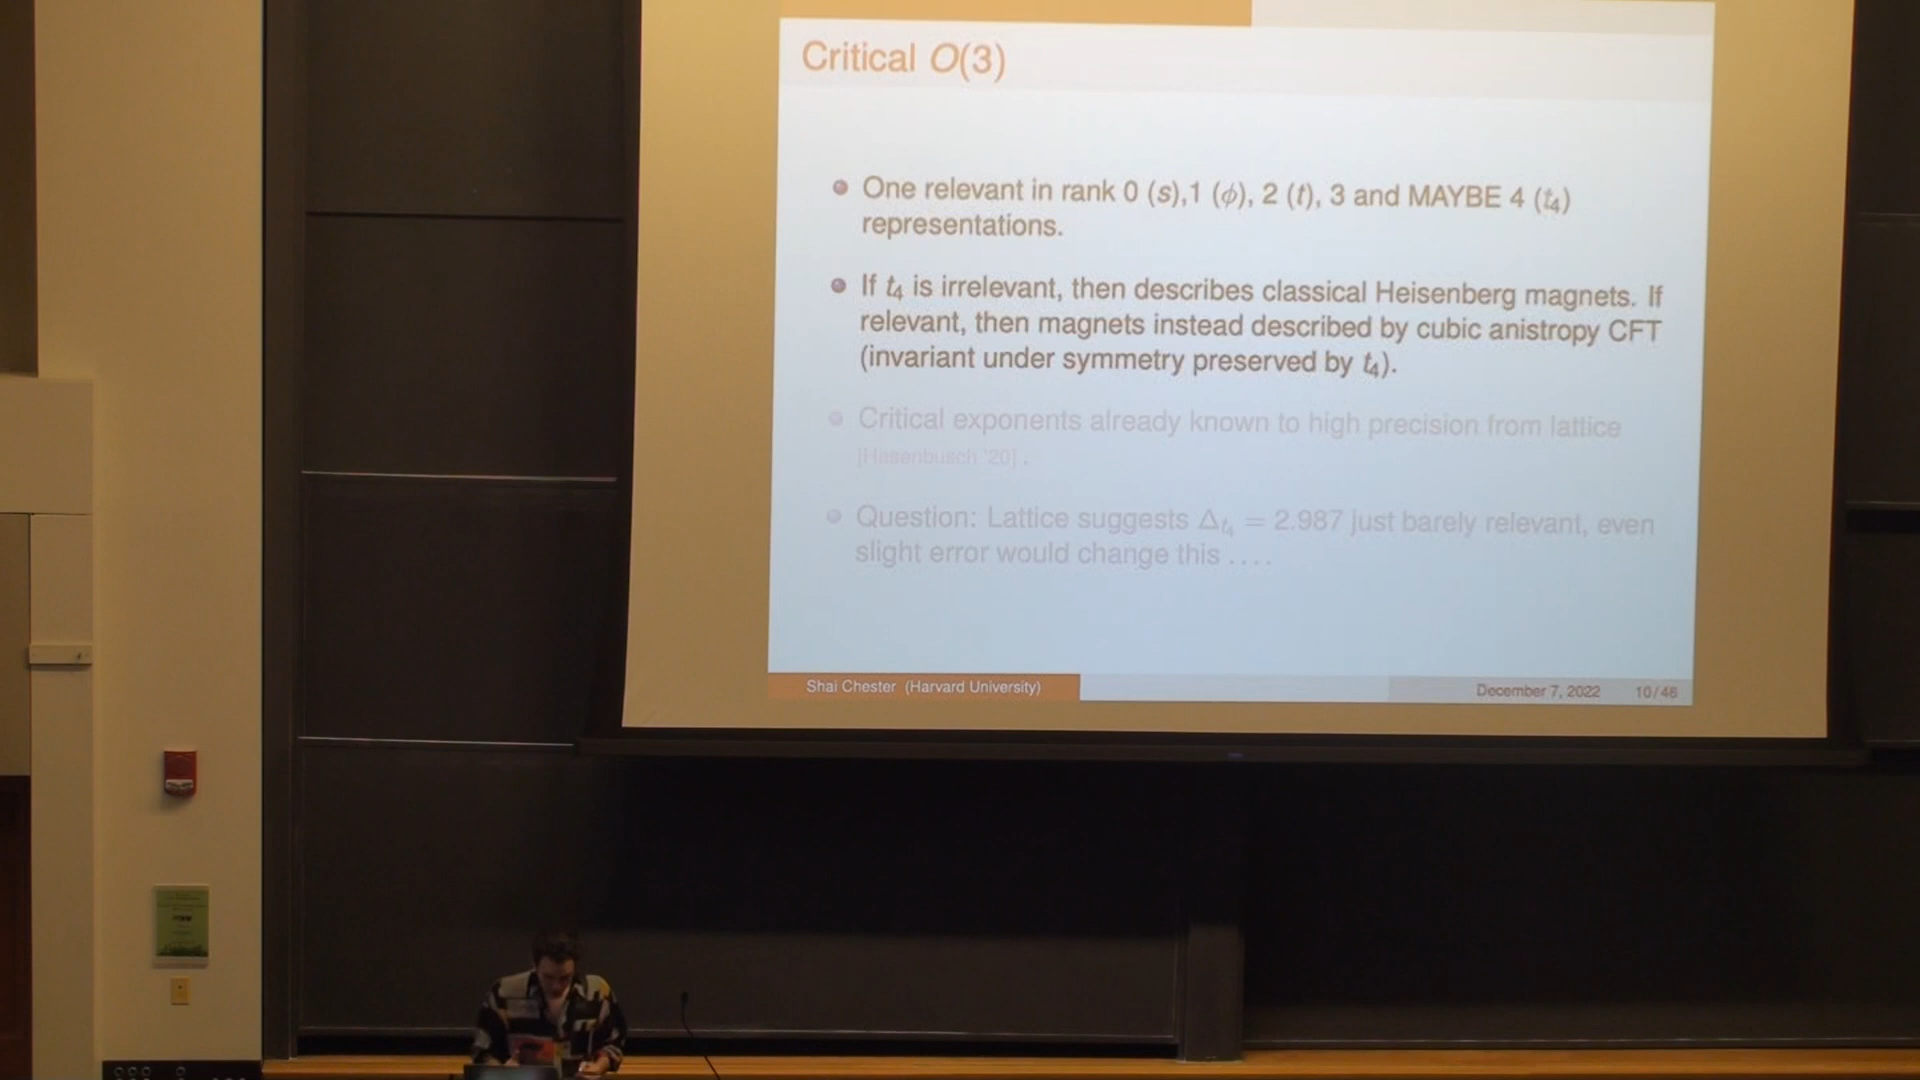 Critical O(3)
One relevant in rank 0 (s),1 (ϕ), 2 (t), 3 and MAYBE 4 (t₄)
representations.
If t₄ is irrelevant, then describes classical Heisenberg magnets. If
relevant, then magnets instead described by cubic anistropy CFT
(invariant under symmetry preserved by t₄).
Critical exponents already known to high precision from lattice
[Hasenbusch '20] .
Question: Lattice suggests Δ_t₄ = 2.987 just barely relevant, even
slight error would change this ....
Shai Chester (Harvard University)
December 7, 2022 10/46